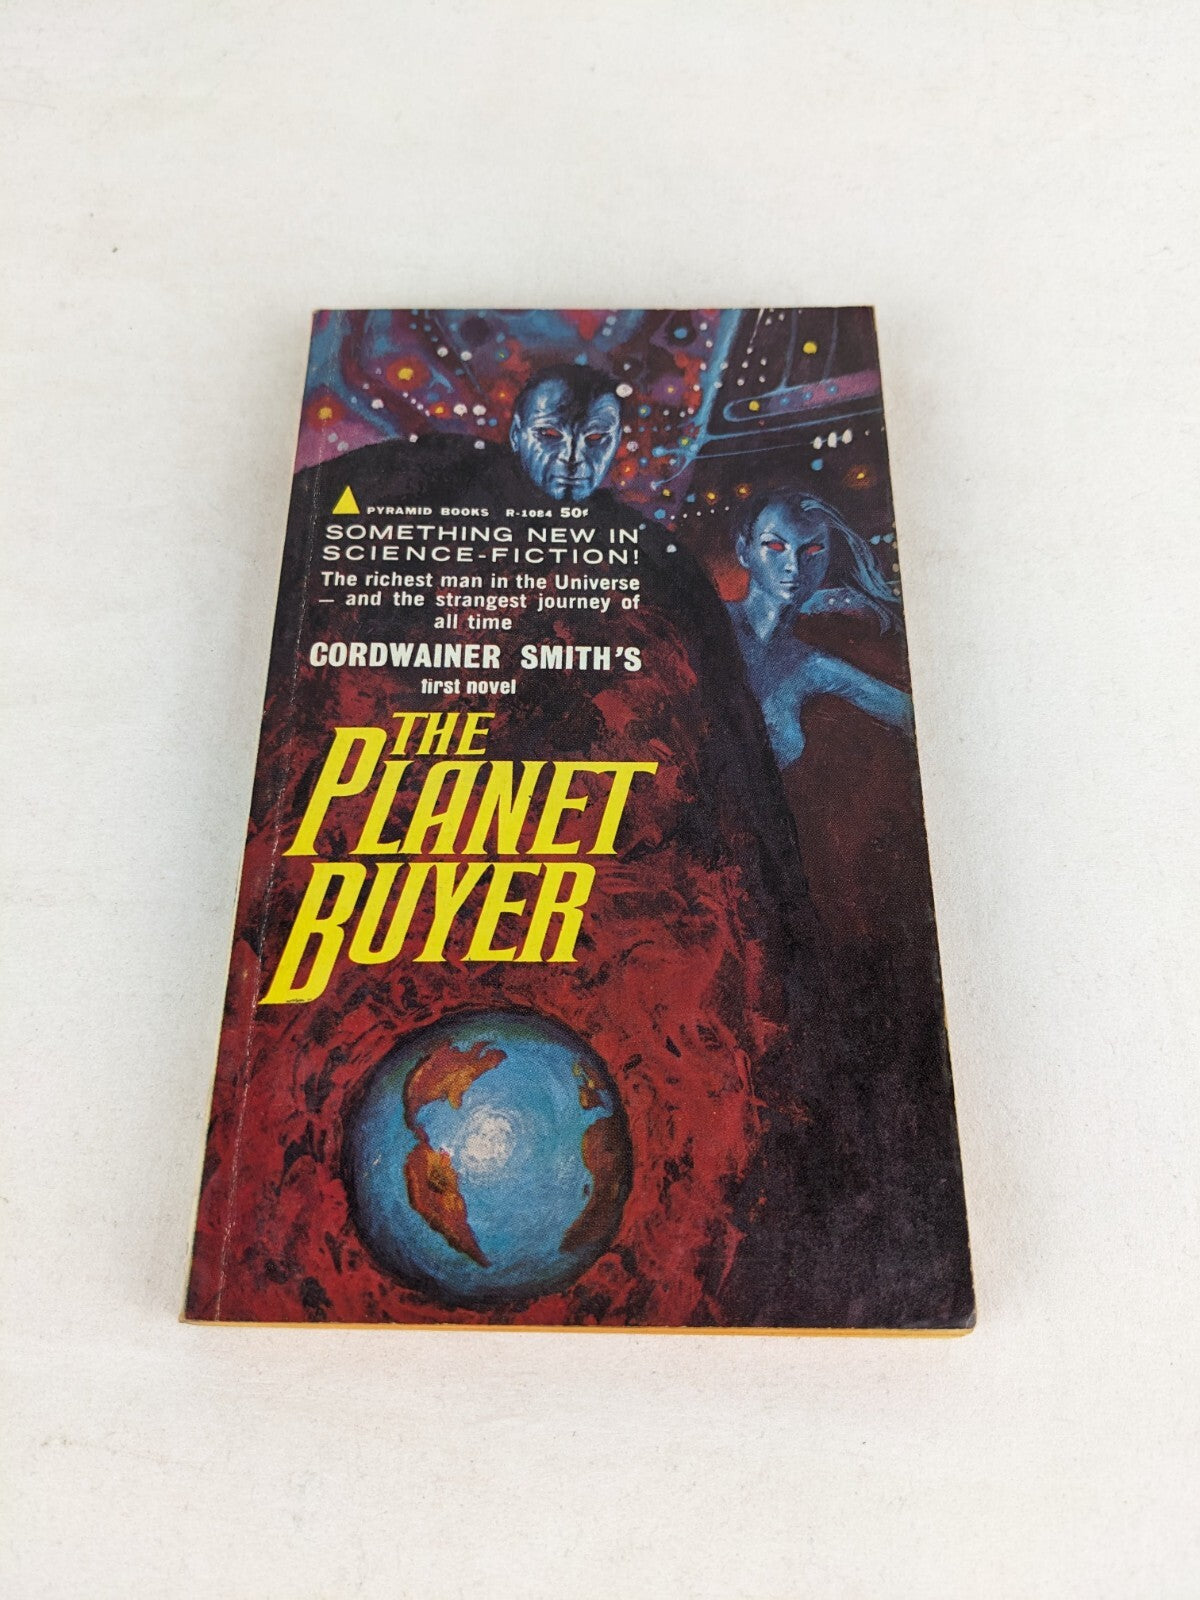 PYRAMID BOOKS R-1084 50¢
SOMETHING NEW IN
SCIENCE-FICTION!
The richest man in the Universe
— and the strangest journey of
all time
CORDWAINER SMITH'S
first novel
THE
PLANET
BUYER